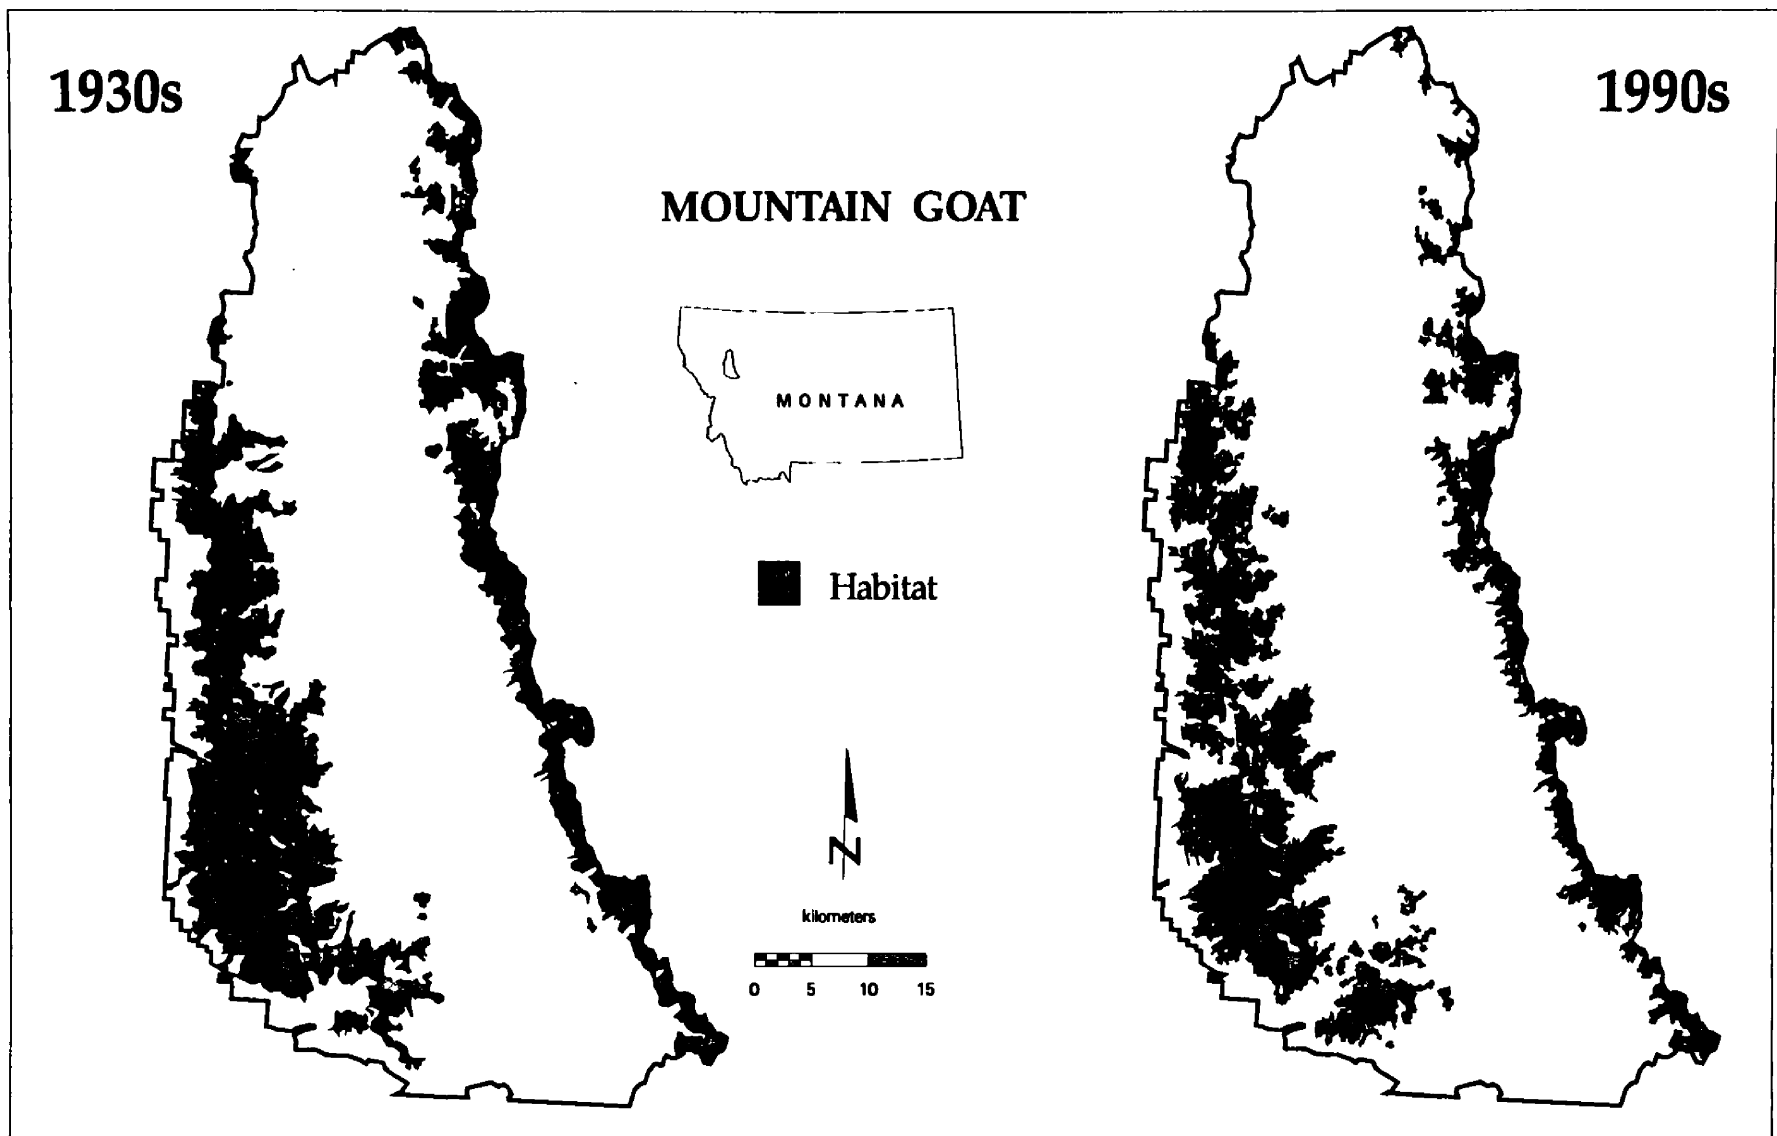 1930s
1990s
MOUNTAIN GOAT
MONTANA
Habitat
N
kilometers
0 5 10 15